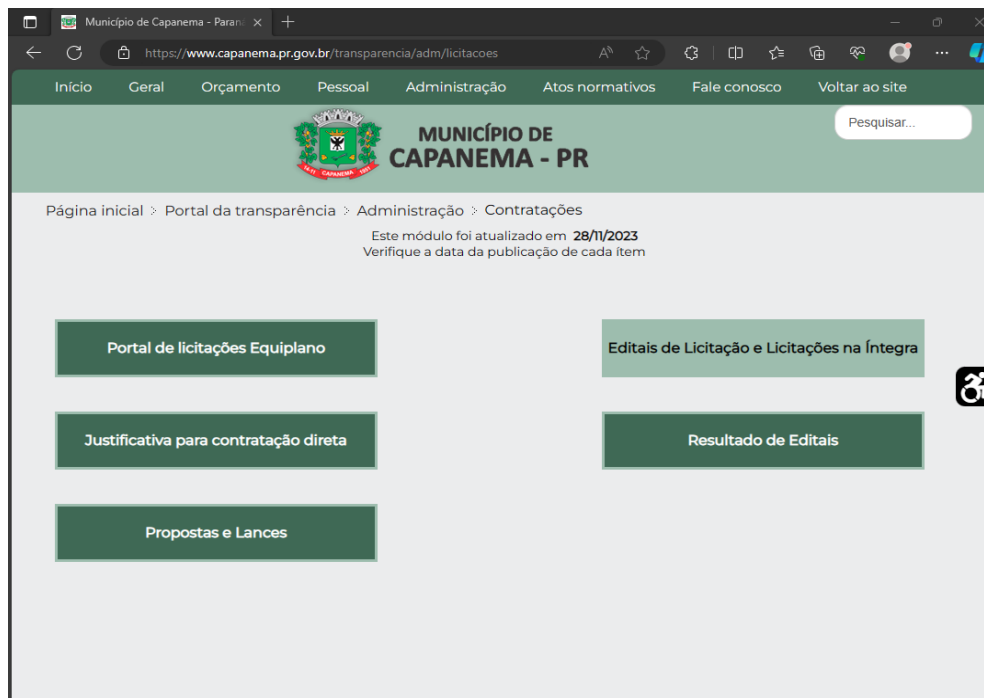 Município de Capanema - Paraná
https://www.capanema.pr.gov.br/transparencia/adm/licitacoes
Início Geral Orçamento Pessoal Administração Atos normativos Fale conosco Voltar ao site
MUNICÍPIO DE
CAPANEMA - PR
CAPANEMA
Pesquisar...
Página inicial > Portal da transparência > Administração > Contratações
Este módulo foi atualizado em 28/11/2023
Verifique a data da publicação de cada ítem
Portal de licitações Equiplano
Editais de Licitação e Licitações na Íntegra
Justificativa para contratação direta
Resultado de Editais
Propostas e Lances